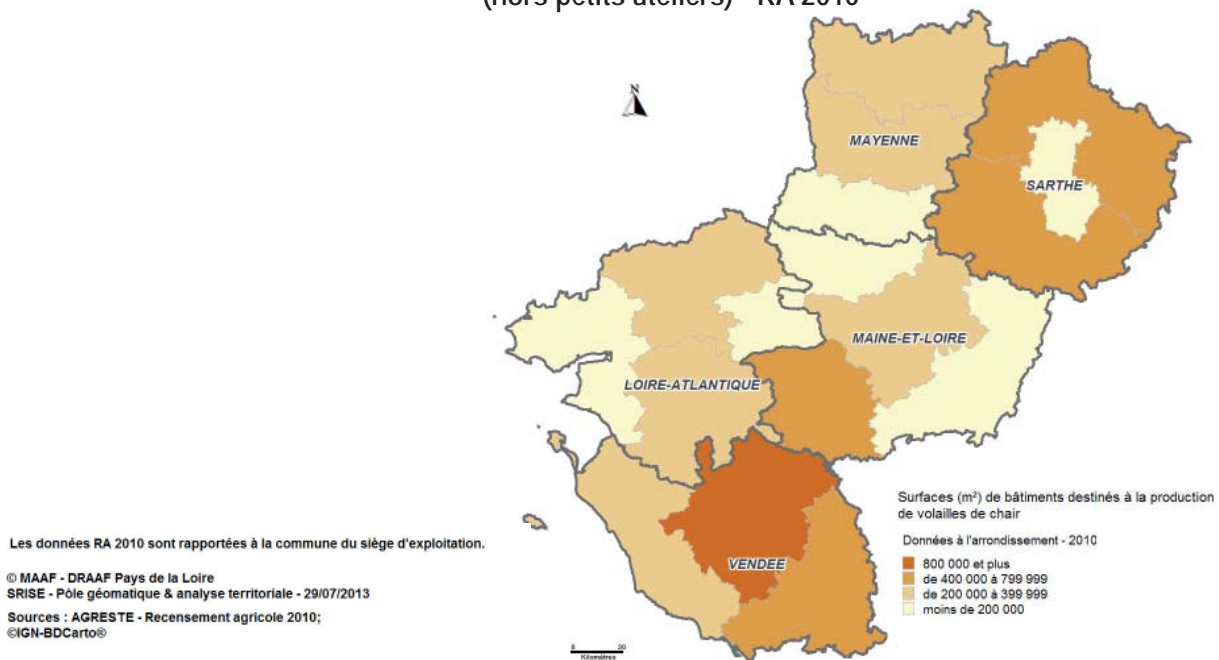 (hors petits ateliers) - RA 2010
N
MAYENNE
SARTHE
MAINE-ET-LOIRE
LOIRE-ATLANTIQUE
VENDEE
Surfaces (m²) de bâtiments destinés à la production
de volailles de chair
Données à l'arrondissement - 2010
800 000 et plus
de 400 000 à 799 999
de 200 000 à 399 999
moins de 200 000
Les données RA 2010 sont rapportées à la commune du siège d'exploitation.
© MAAF - DRAAF Pays de la Loire
SRISE - Pôle géomatique & analyse territoriale - 29/07/2013
Sources : AGRESTE - Recensement agricole 2010;
©IGN-BDCarto®
0 20
Kilomètres